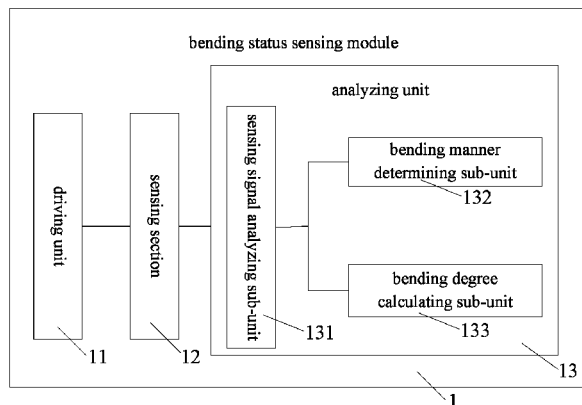 bending status sensing module
analyzing unit
driving unit
sensing section
sensing signal analyzing sub-unit
bending manner
determining sub-unit
132
bending degree
calculating sub-unit
133
11
12
131
13
1